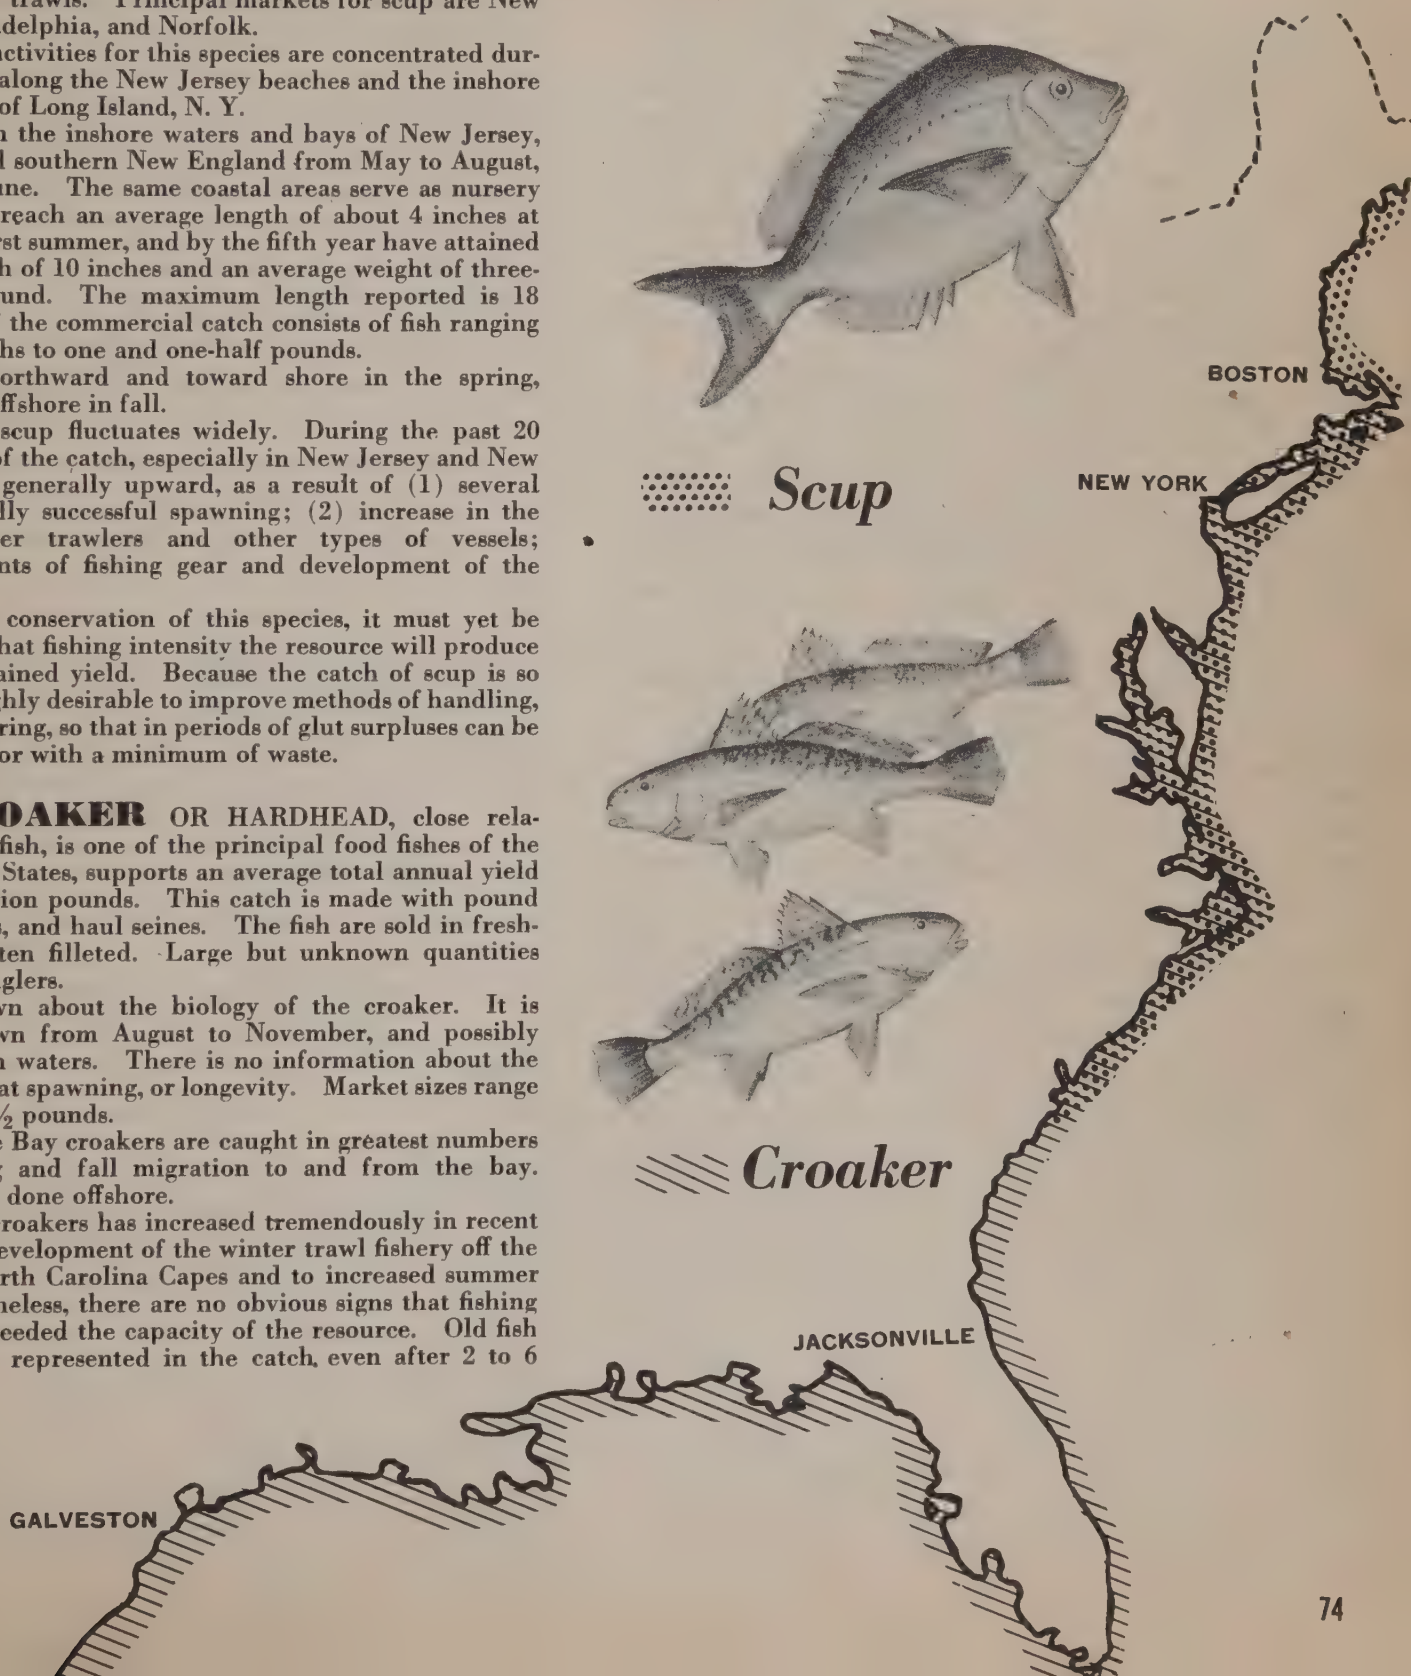 trawls. Principal markets for scup are New
delphia, and Norfolk.
activities for this species are concentrated dur-
along the New Jersey beaches and the inshore
of Long Island, N. Y.
the inshore waters and bays of New Jersey,
southern New England from May to August,
une. The same coastal areas serve as nursery
reach an average length of about 4 inches at
rst summer, and by the fifth year have attained
h of 10 inches and an average weight of three-
und. The maximum length reported is 18
the commercial catch consists of fish ranging
hs to one and one-half pounds.
orthward and toward shore in the spring,
ffshore in fall.
scup fluctuates widely. During the past 20
of the catch, especially in New Jersey and New
generally upward, as a result of (1) several
lly successful spawning; (2) increase in the
er trawlers and other types of vessels;
nts of fishing gear and development of the
conservation of this species, it must yet be
hat fishing intensity the resource will produce
ained yield. Because the catch of scup is so
ghly desirable to improve methods of handling,
ring, so that in periods of glut surpluses can be
or with a minimum of waste.
OAKER OR HARDHEAD, close rela-
fish, is one of the principal food fishes of the
States, supports an average total annual yield
ion pounds. This catch is made with pound
s, and haul seines. The fish are sold in fresh-
ten filleted. Large but unknown quantities
glers.
wn about the biology of the croaker. It is
wn from August to November, and possibly
n waters. There is no information about the
at spawning, or longevity. Market sizes range
½ pounds.
e Bay croakers are caught in greatest numbers
g and fall migration to and from the bay.
done offshore.
roakers has increased tremendously in recent
evelopment of the winter trawl fishery off the
rth Carolina Capes and to increased summer
heless, there are no obvious signs that fishing
eeded the capacity of the resource. Old fish
represented in the catch, even after 2 to 6
BOSTON
NEW YORK
Scup
Croaker
JACKSONVILLE
GALVESTON
74